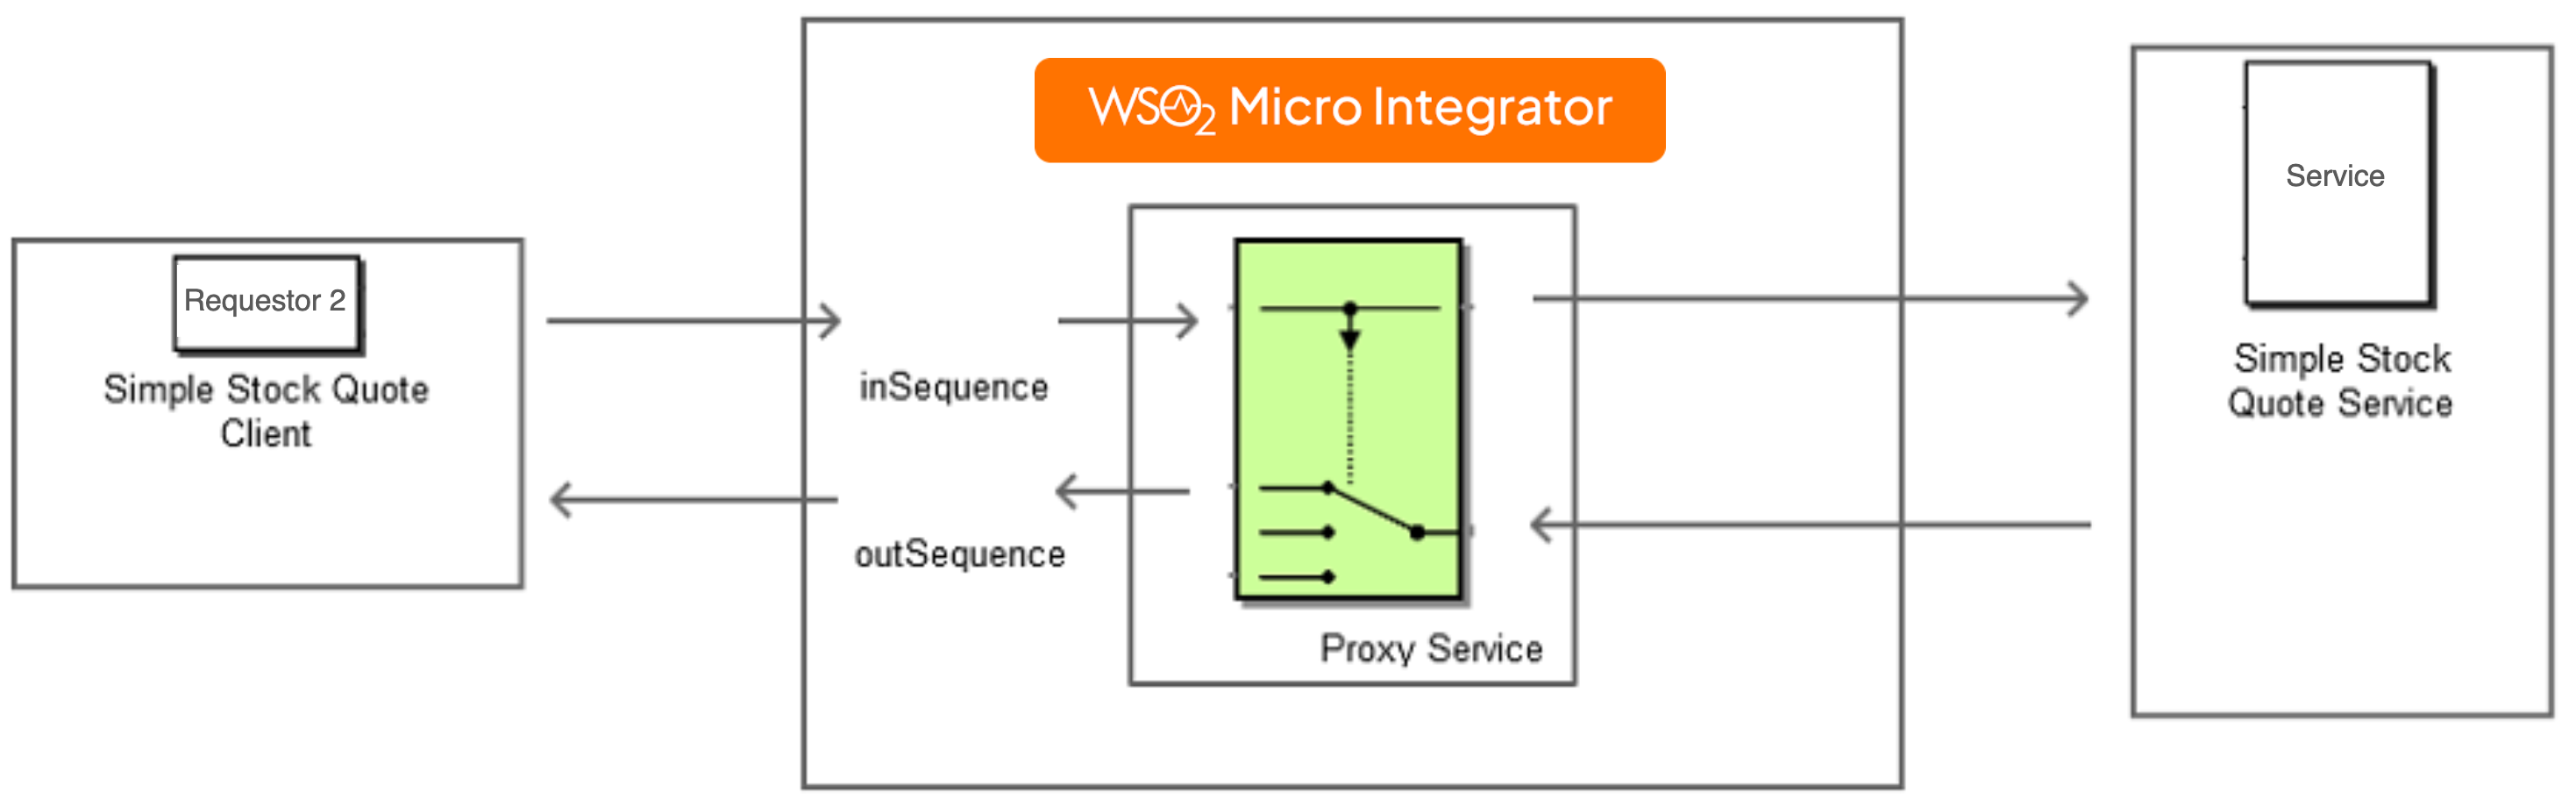 WSO2 Micro Integrator
Requestor 2
Simple Stock Quote
Client
inSequence
outSequence
Proxy Service
Service
Simple Stock
Quote Service